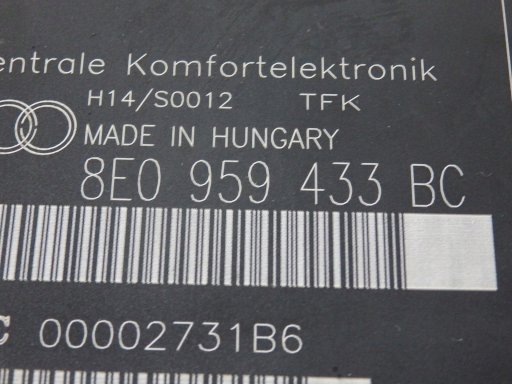 entrale Komfortelektronik
H14/S0012 TFK
MADE IN HUNGARY
8E0 959 433 BC
C 00002731B6